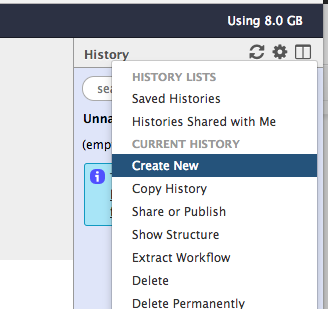 Using 8.0 GB
History
HISTORY LISTS
Saved Histories
Histories Shared with Me
CURRENT HISTORY
Create New
Copy History
Share or Publish
Show Structure
Extract Workflow
Delete
Delete Permanently
sea
Unna
(emp